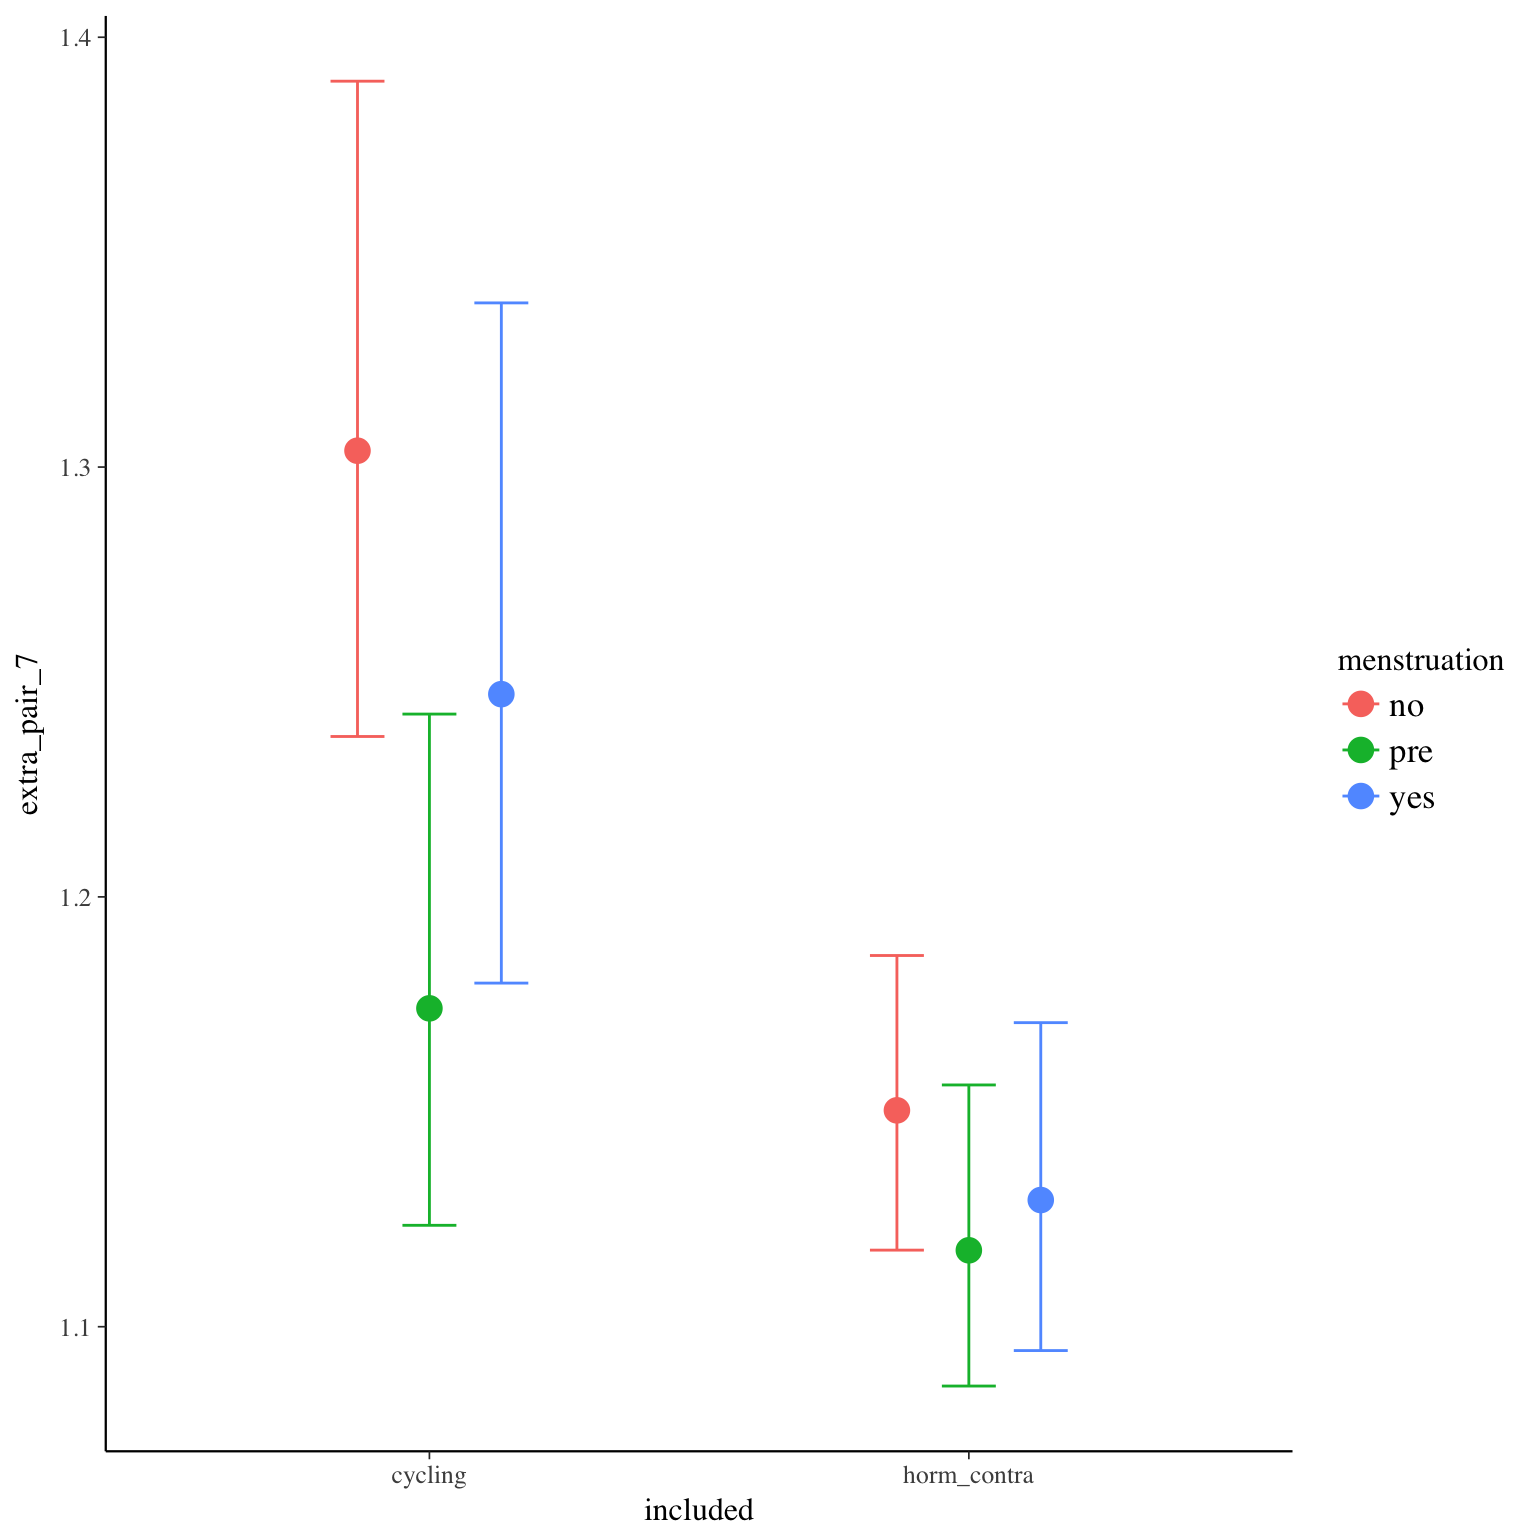 1.4
1.3
1.2
1.1
extra_pair_7
cycling
horm_contra
included
menstruation
no
pre
yes